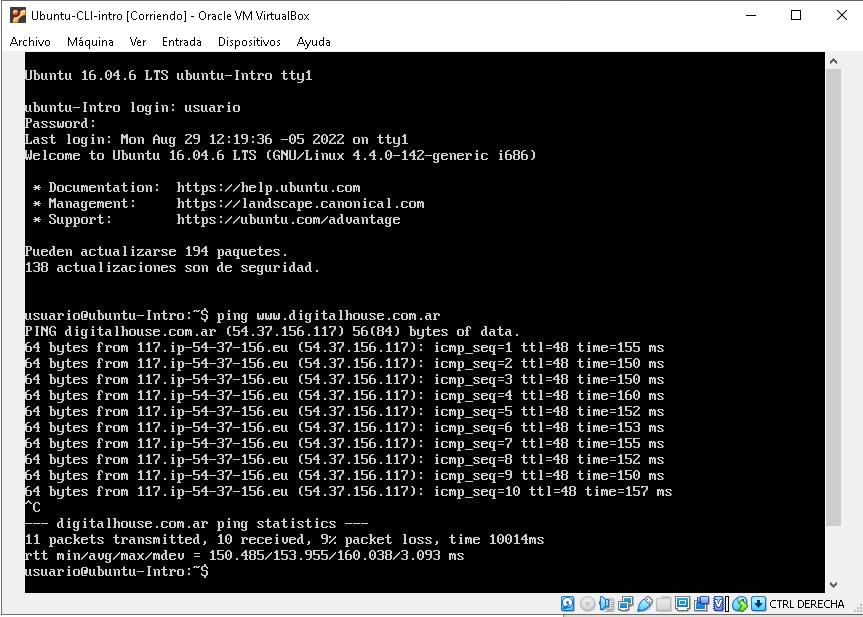 Ubuntu-CLI-intro [Corriendo] - Oracle VM VirtualBox
Archivo Máquina Ver Entrada Dispositivos Ayuda
Ubuntu 16.04.6 LTS ubuntu-Intro tty1
ubuntu-Intro login: usuario
Password:
Last login: Mon Aug 29 12:19:36 -05 2022 on tty1
Welcome to Ubuntu 16.04.6 LTS (GNU/Linux 4.4.0-142-generic i686)
* Documentation:  https://help.ubuntu.com
* Management:     https://landscape.canonical.com
* Support:        https://ubuntu.com/advantage
Pueden actualizarse 194 paquetes.
138 actualizaciones son de seguridad.
usuario@ubuntu-Intro:~$ ping www.digitalhouse.com.ar
PING digitalhouse.com.ar (54.37.156.117) 56(84) bytes of data.
64 bytes from 117.ip-54-37-156.eu (54.37.156.117): icmp_seq=1 ttl=48 time=155 ms
64 bytes from 117.ip-54-37-156.eu (54.37.156.117): icmp_seq=2 ttl=48 time=150 ms
64 bytes from 117.ip-54-37-156.eu (54.37.156.117): icmp_seq=3 ttl=48 time=150 ms
64 bytes from 117.ip-54-37-156.eu (54.37.156.117): icmp_seq=4 ttl=48 time=160 ms
64 bytes from 117.ip-54-37-156.eu (54.37.156.117): icmp_seq=5 ttl=48 time=152 ms
64 bytes from 117.ip-54-37-156.eu (54.37.156.117): icmp_seq=6 ttl=48 time=153 ms
64 bytes from 117.ip-54-37-156.eu (54.37.156.117): icmp_seq=7 ttl=48 time=155 ms
64 bytes from 117.ip-54-37-156.eu (54.37.156.117): icmp_seq=8 ttl=48 time=152 ms
64 bytes from 117.ip-54-37-156.eu (54.37.156.117): icmp_seq=9 ttl=48 time=150 ms
64 bytes from 117.ip-54-37-156.eu (54.37.156.117): icmp_seq=10 ttl=48 time=157 ms
^C
--- digitalhouse.com.ar ping statistics ---
11 packets transmitted, 10 received, 9% packet loss, time 10014ms
rtt min/avg/max/mdev = 150.485/153.955/160.038/3.093 ms
usuario@ubuntu-Intro:~$
CTRL DERECHA